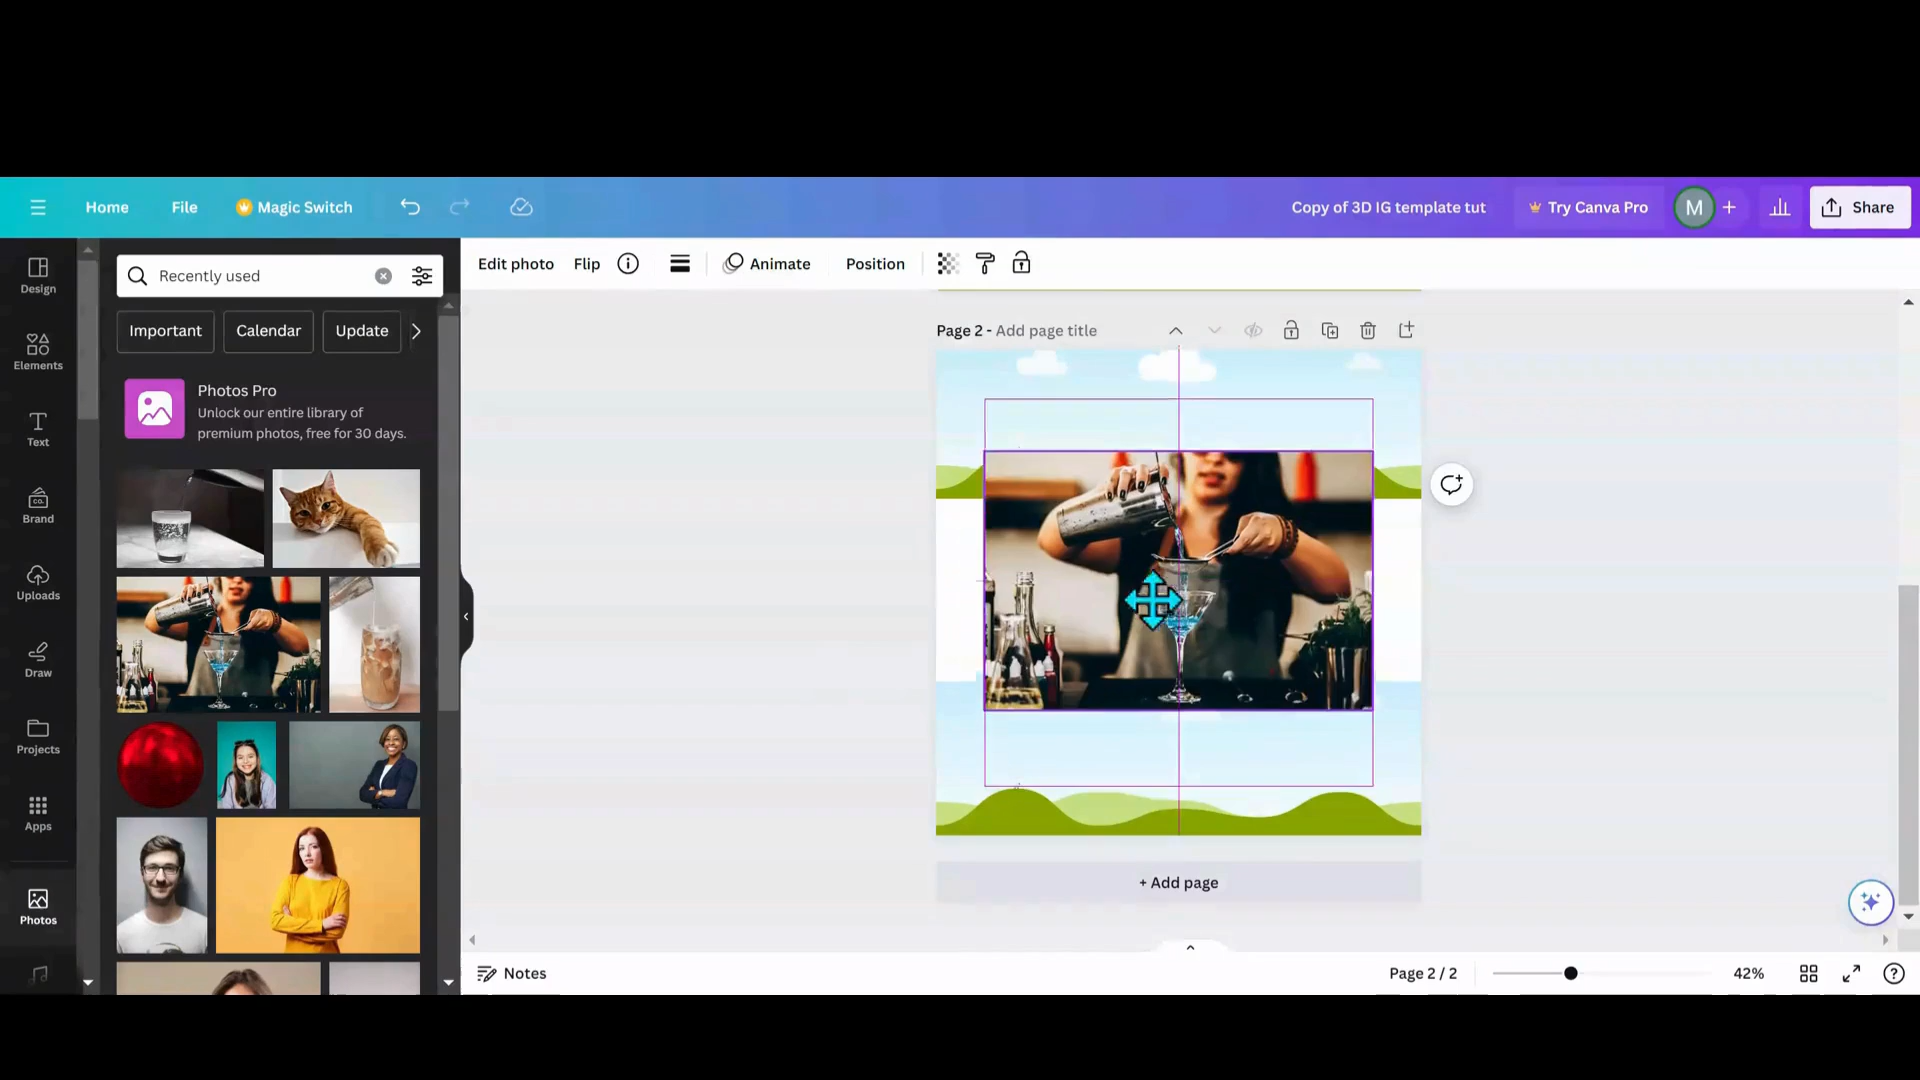 Home File Magic Switch Copy of 3D IG template tut Try Canva Pro M + Share
Design
Elements
Text
co.
Brand
Uploads
Draw
Projects
Apps
Photos
Recently used
Important Calendar Update
Photos Pro
Unlock our entire library of
premium photos, free for 30 days.
Edit photo Flip Animate Position
Page 2 - Add page title
+ Add page
Notes
Page 2 / 2 42%